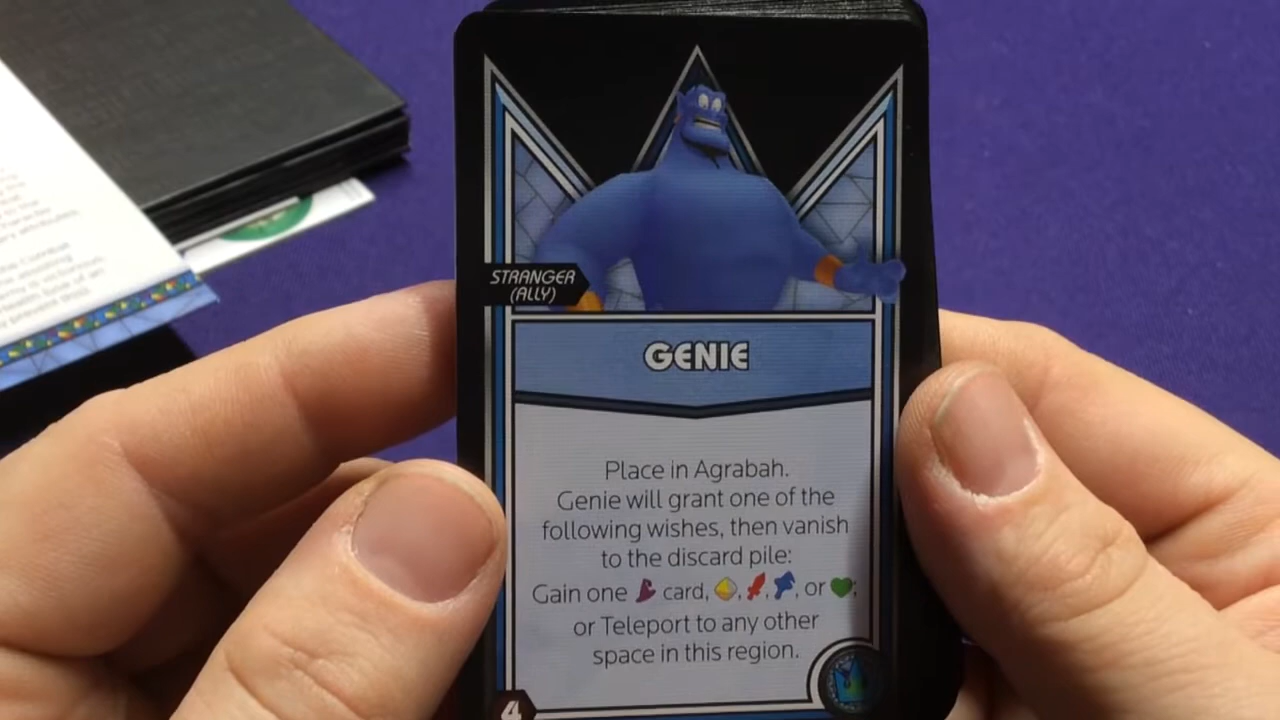 STRANGER
(ALLY)
GENIE
Place in Agrabah.
Genie will grant one of the
following wishes, then vanish
to the discard pile:
Gain one card, , , , or ;
or Teleport to any other
space in this region.
4